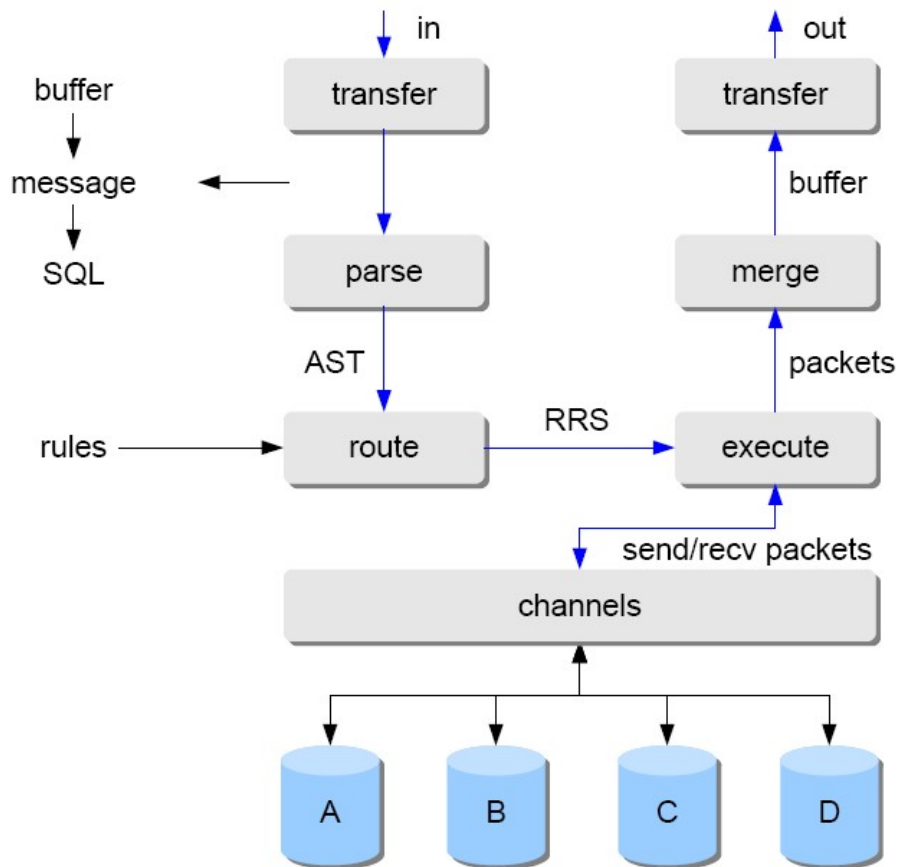 in
out
transfer
transfer
buffer
message
SQL
buffer
parse
merge
AST
packets
rules
route
RRS
execute
send/recv packets
channels
A
B
C
D